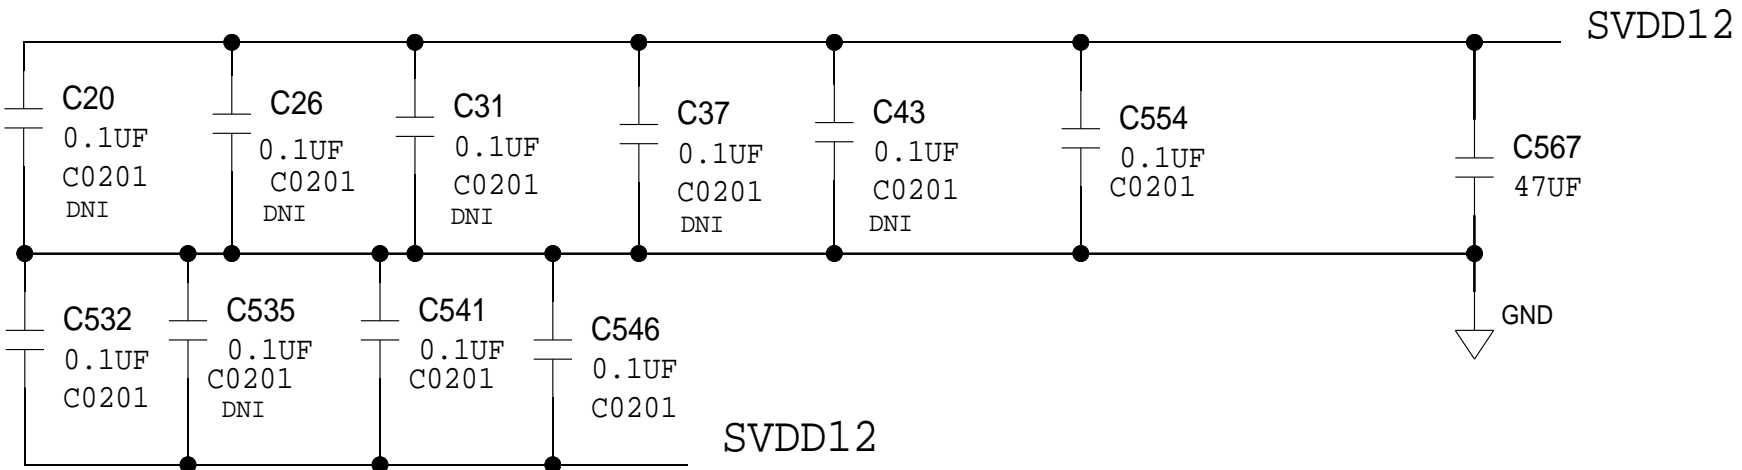 SVDD12
C20
0.1UF
C0201
DNI
C26
0.1UF
C0201
DNI
C31
0.1UF
C0201
DNI
C37
0.1UF
C0201
DNI
C43
0.1UF
C0201
DNI
C554
0.1UF
C0201
C567
47UF
C532
0.1UF
C0201
C535
0.1UF
C0201
DNI
C541
0.1UF
C0201
C546
0.1UF
C0201
GND
SVDD12